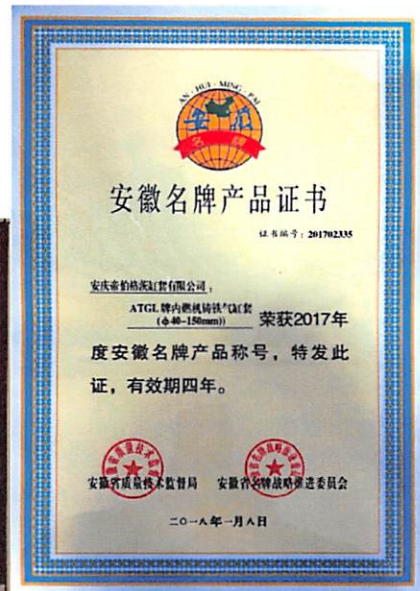 AN·HUI·MING·PAI
安徽
名牌
安徽名牌产品证书
证书编号：201702335
安庆帝伯格茨缸套有限公司：
ATGL 牌内燃机铸铁气缸套
（φ40-150mm)） 荣获2017年
度安徽名牌产品称号，特发此
证，有效期四年。
安徽省质量技术监督局 安徽省名牌战略推进委员会
二〇一八年一月八日